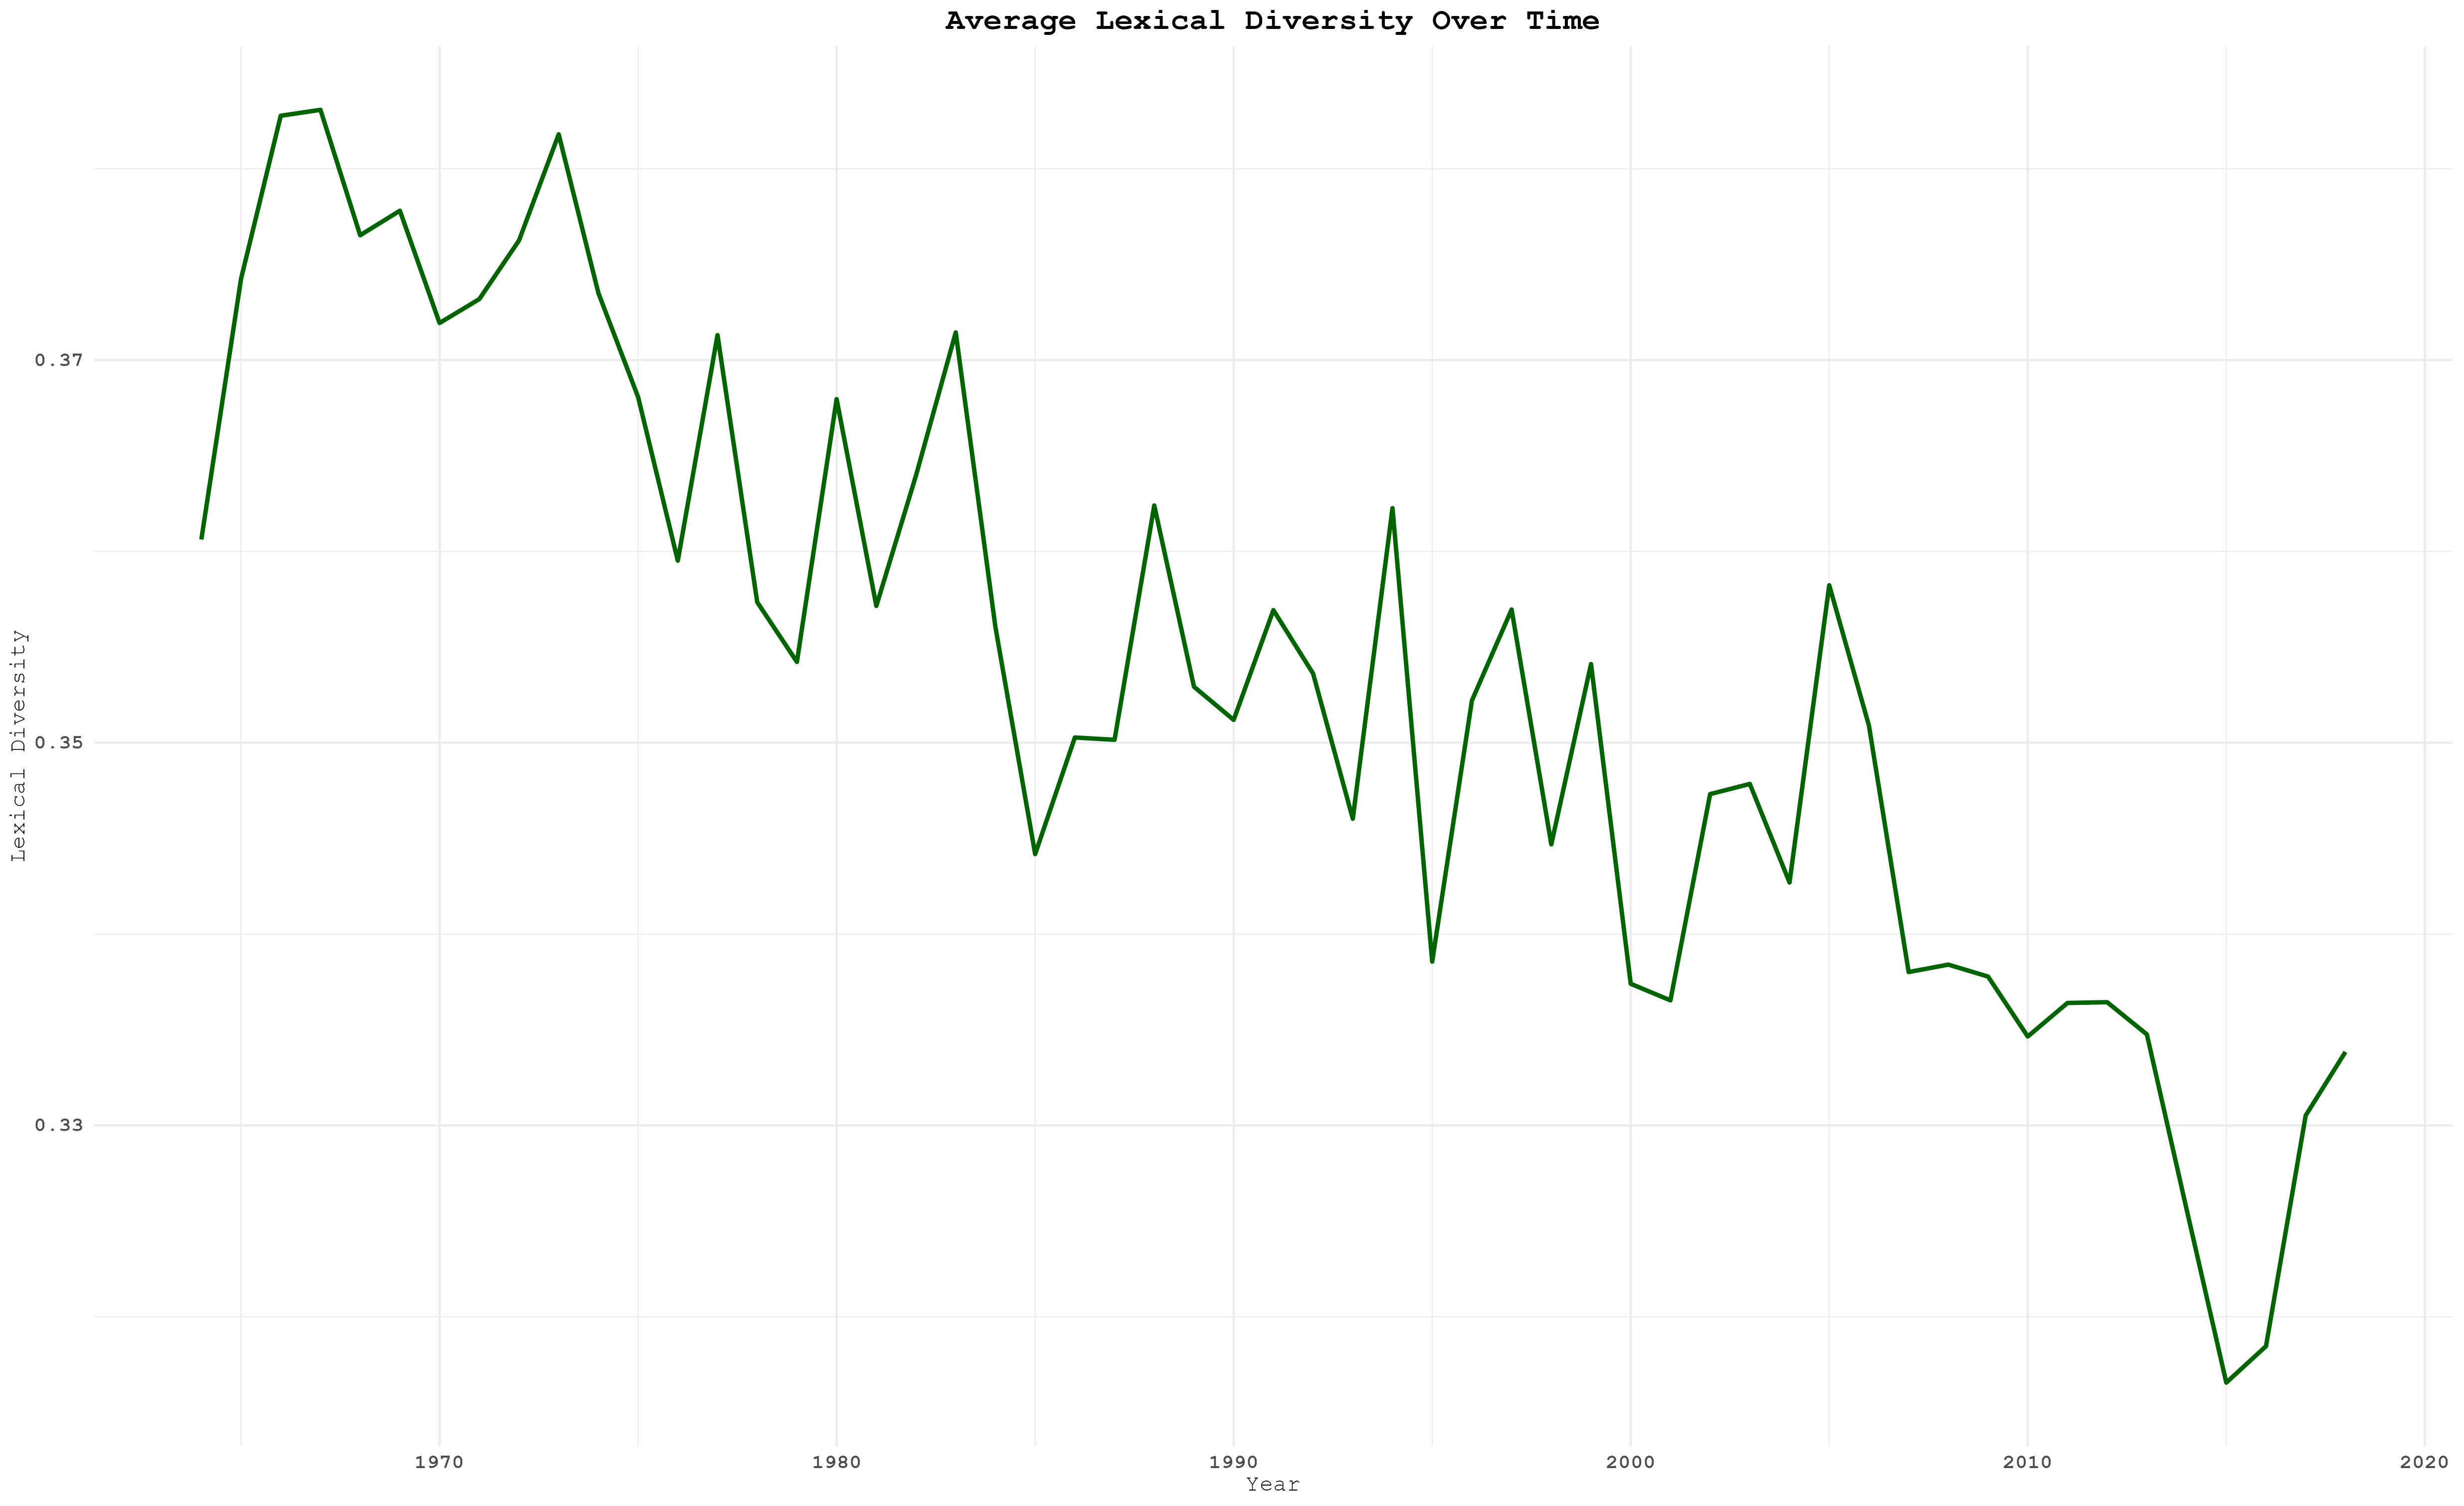 Average Lexical Diversity Over Time
0.37
0.35
0.33
Lexical Diversity
1970 1980 1990 2000 2010 2020
Year